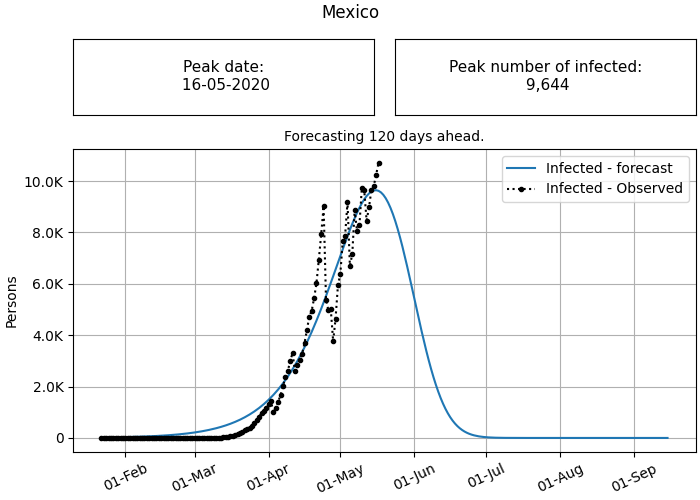 Mexico
Peak date:
16-05-2020
Peak number of infected:
9,644
Forecasting 120 days ahead.
Infected - forecast
Infected - Observed
Persons
10.0K
8.0K
6.0K
4.0K
2.0K
0
01-Feb
01-Mar
01-Apr
01-May
01-Jun
01-Jul
01-Aug
01-Sep